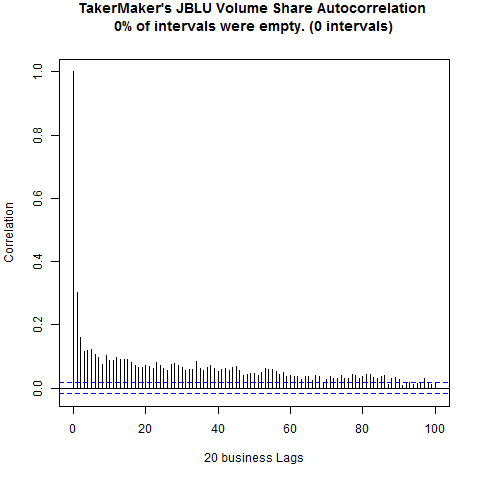 TakerMaker's JBLU Volume Share Autocorrelation
0% of intervals were empty. (0 intervals)
Correlation
1.0
0.8
0.6
0.4
0.2
0.0
0 20 40 60 80 100
20 business Lags